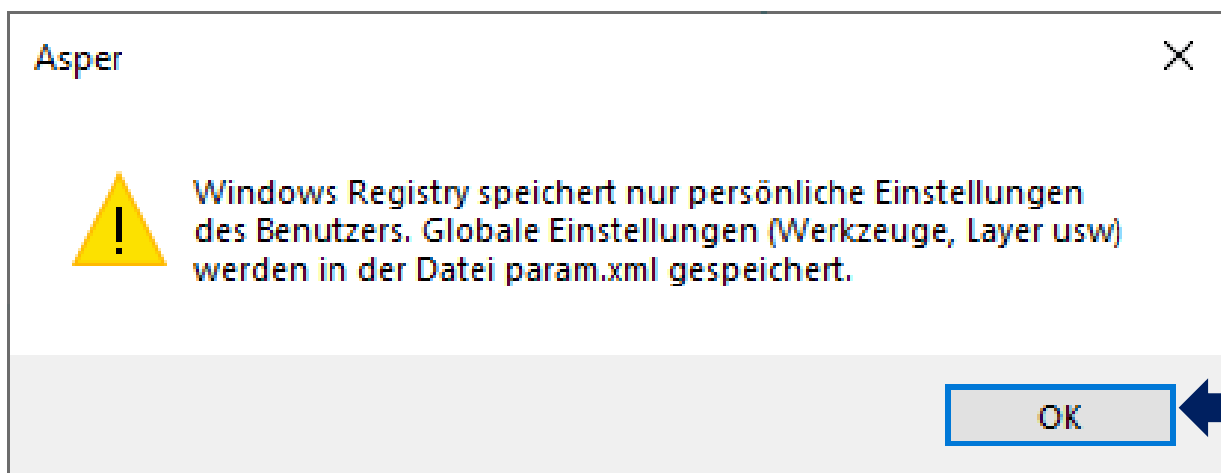 Asper
Windows Registry speichert nur persönliche Einstellungen
des Benutzers. Globale Einstellungen (Werkzeuge, Layer usw)
werden in der Datei param.xml gespeichert.
OK